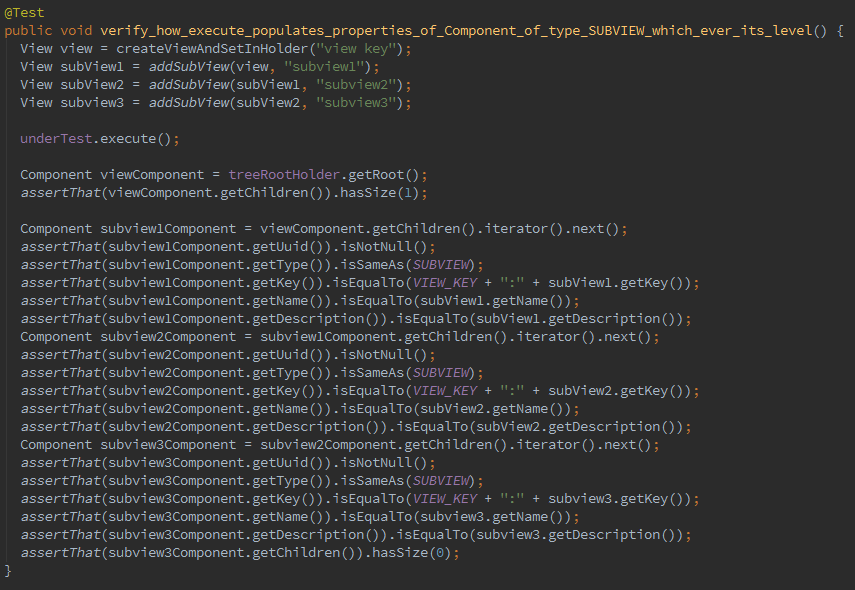 @Test
public void verify_how_execute_populates_properties_of_Component_of_type_SUBVIEW_which_ever_its_level() {
  View view = createViewAndSetInHolder("view key");
  View subView1 = addSubView(view, "subview1");
  View subView2 = addSubView(subView1, "subview2");
  View subview3 = addSubView(subView2, "subview3");

  underTest.execute();

  Component viewComponent = treeRootHolder.getRoot();
  assertThat(viewComponent.getChildren()).hasSize(1);

  Component subview1Component = viewComponent.getChildren().iterator().next();
  assertThat(subview1Component.getUuid()).isNotNull();
  assertThat(subview1Component.getType()).isSameAs(SUBVIEW);
  assertThat(subview1Component.getKey()).isEqualTo(VIEW_KEY + ":" + subView1.getKey());
  assertThat(subview1Component.getName()).isEqualTo(subView1.getName());
  assertThat(subview1Component.getDescription()).isEqualTo(subView1.getDescription());
  Component subview2Component = subview1Component.getChildren().iterator().next();
  assertThat(subview2Component.getUuid()).isNotNull();
  assertThat(subview2Component.getType()).isSameAs(SUBVIEW);
  assertThat(subview2Component.getKey()).isEqualTo(VIEW_KEY + ":" + subView2.getKey());
  assertThat(subview2Component.getName()).isEqualTo(subView2.getName());
  assertThat(subview2Component.getDescription()).isEqualTo(subView2.getDescription());
  Component subview3Component = subview2Component.getChildren().iterator().next();
  assertThat(subview3Component.getUuid()).isNotNull();
  assertThat(subview3Component.getType()).isSameAs(SUBVIEW);
  assertThat(subview3Component.getKey()).isEqualTo(VIEW_KEY + ":" + subview3.getKey());
  assertThat(subview3Component.getName()).isEqualTo(subview3.getName());
  assertThat(subview3Component.getDescription()).isEqualTo(subview3.getDescription());
  assertThat(subview3Component.getChildren()).hasSize(0);
}